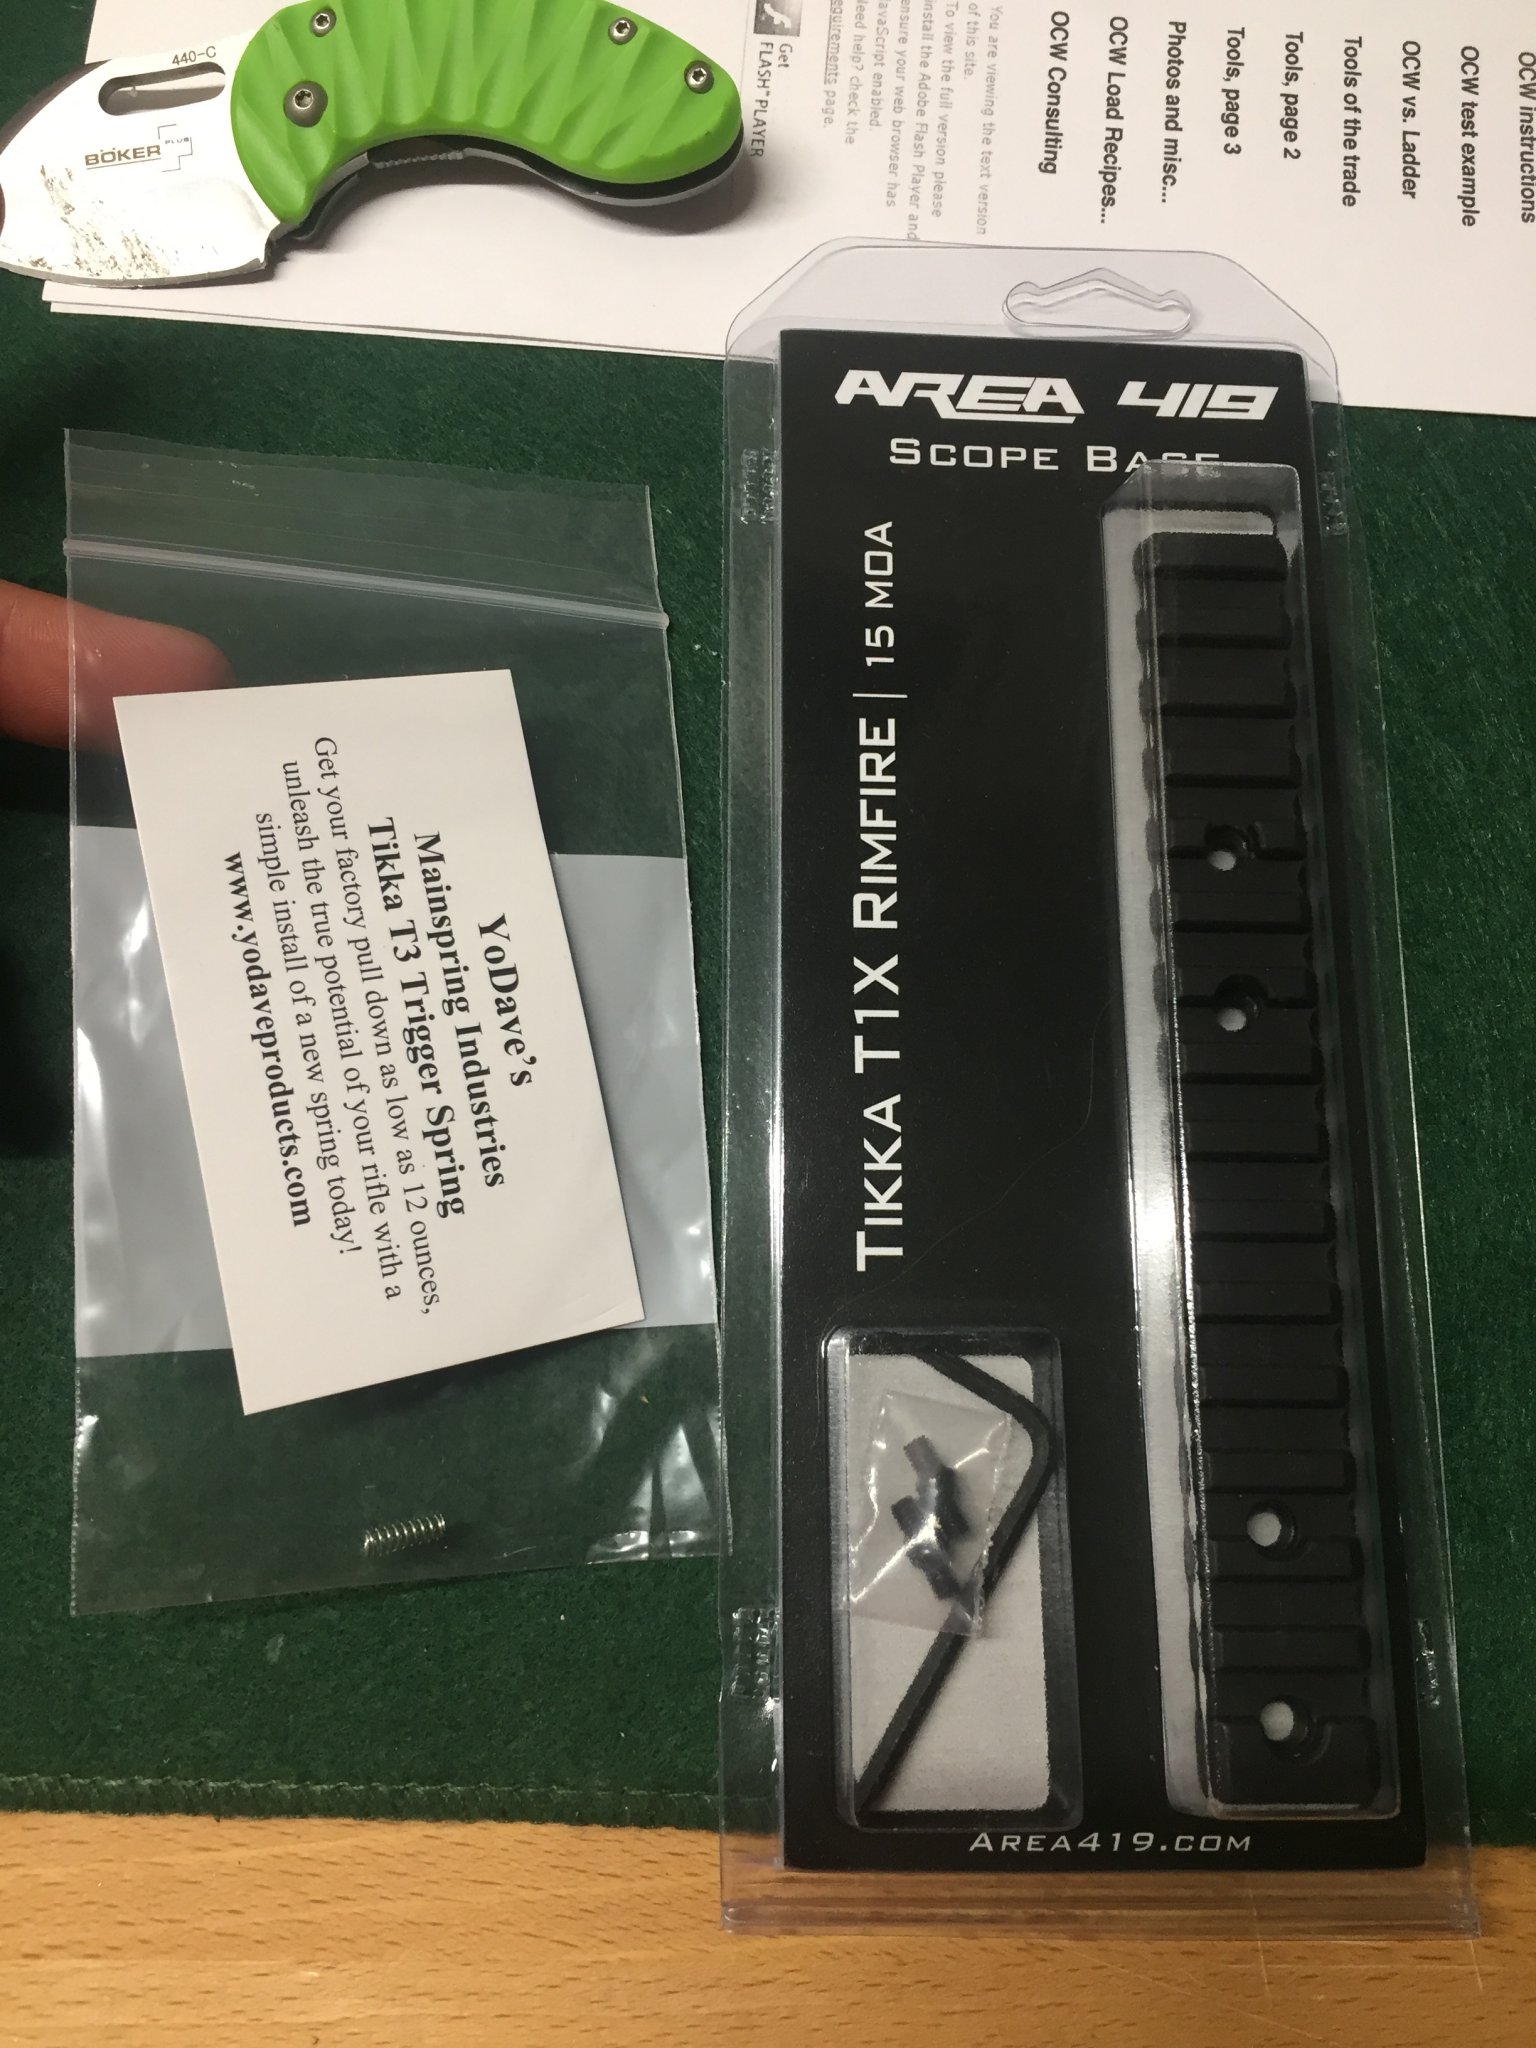 440-C
BÖKER
PLUS
Get
FLASH™PLAYER
You are viewing the text version
of this site.
To view the full version please
install the Adobe Flash Player and
ensure your web browser has
JavaScript enabled.
Need help? check the
requirements page.
OCW instructions
OCW test example
OCW vs. Ladder
Tools of the trade
Tools, page 2
Tools, page 3
Photos and misc...
OCW Load Recipes...
OCW Consulting
AREA 419
SCOPE BASE
TIKKA T1X RIMFIRE | 15 MOA
AREA419.COM
YoDave's
Mainspring Industries
Tikka T3 Trigger Spring
Get your factory pull down as low as 12 ounces,
unleash the true potential of your rifle with a
simple install of a new spring today!
www.yodaveproducts.com